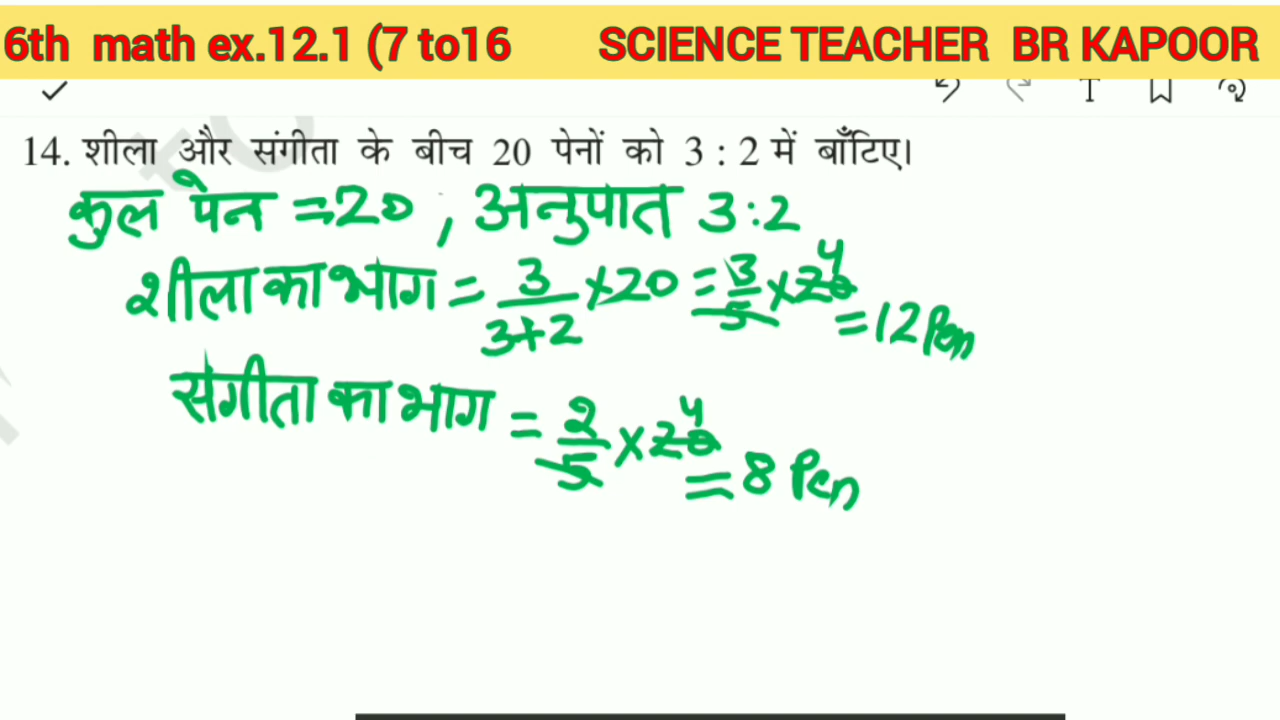 6th math ex.12.1 (7 to16 SCIENCE TEACHER BR KAPOOR
14. शीला और संगीता के बीच 20 पेनों को 3 : 2 में बाँटिए।
कुल पेन = 20 , अनुपात 3:2
शीला का भाग = 3/(3+2) × 20 = 3/5 × 20 4 = 12 Pen
संगीता का भाग = 2/5 × 20 4 = 8 Pen